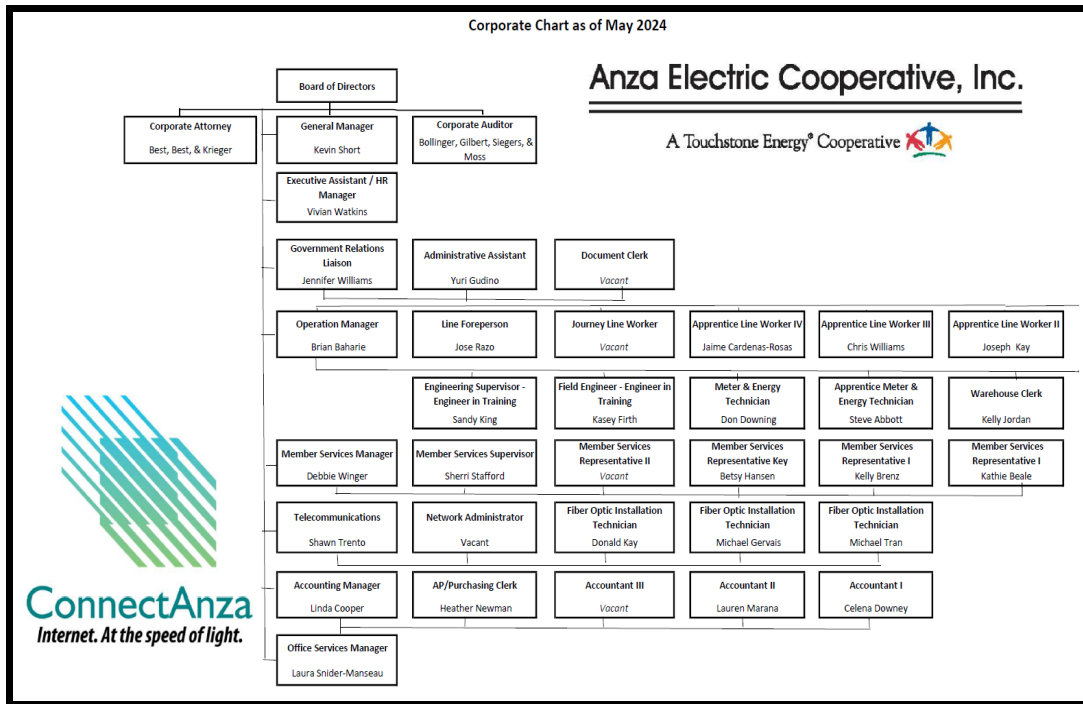 Corporate Chart as of May 2024
Anza Electric Cooperative, Inc.
A Touchstone Energy® Cooperative
Board of Directors
Corporate Attorney
Best, Best, & Krieger
General Manager
Kevin Short
Corporate Auditor
Bollinger, Gilbert, Siegers, &
Moss
Executive Assistant / HR
Manager
Vivian Watkins
Government Relations
Liaison
Jennifer Williams
Administrative Assistant
Yuri Gudino
Document Clerk
Vacant
Operation Manager
Brian Baharie
Line Foreperson
Jose Razo
Journey Line Worker
Vacant
Apprentice Line Worker IV
Jaime Cardenas-Rosas
Apprentice Line Worker III
Chris Williams
Apprentice Line Worker II
Joseph Kay
Engineering Supervisor -
Engineer in Training
Sandy King
Field Engineer - Engineer in
Training
Kasey Firth
Meter & Energy
Technician
Don Downing
Apprentice Meter &
Energy Technician
Steve Abbott
Warehouse Clerk
Kelly Jordan
Member Services Manager
Debbie Winger
Member Services Supervisor
Sherri Stafford
Member Services
Representative II
Vacant
Member Services
Representative Key
Betsy Hansen
Member Services
Representative I
Kelly Brenz
Member Services
Representative I
Kathie Beale
Telecommunications
Shawn Trento
Network Administrator
Vacant
Fiber Optic Installation
Technician
Donald Kay
Fiber Optic Installation
Technician
Michael Gervais
Fiber Optic Installation
Technician
Michael Tran
Accounting Manager
Linda Cooper
AP/Purchasing Clerk
Heather Newman
Accountant III
Vacant
Accountant II
Lauren Marana
Accountant I
Celena Downey
Office Services Manager
Laura Snider-Manseau
ConnectAnza
Internet. At the speed of light.